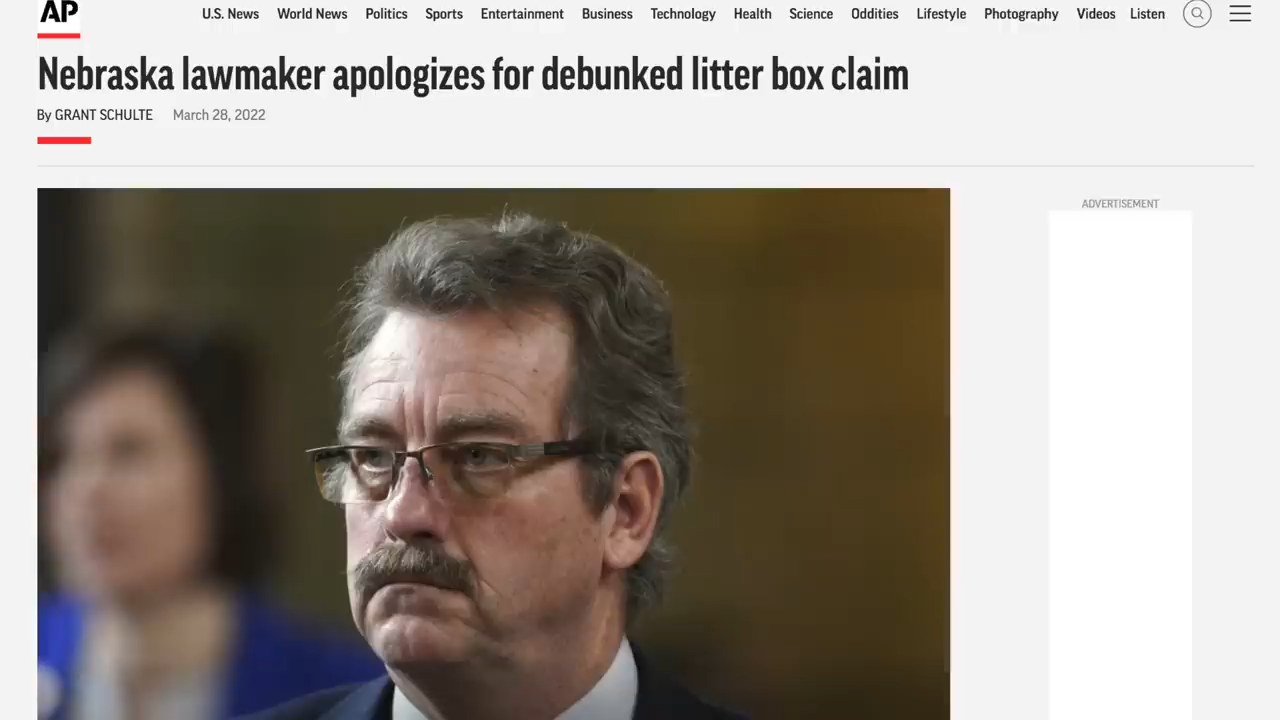 AP
U.S. News World News Politics Sports Entertainment Business Technology Health Science Oddities Lifestyle Photography Videos Listen
Nebraska lawmaker apologizes for debunked litter box claim
By GRANT SCHULTE March 28, 2022
ADVERTISEMENT